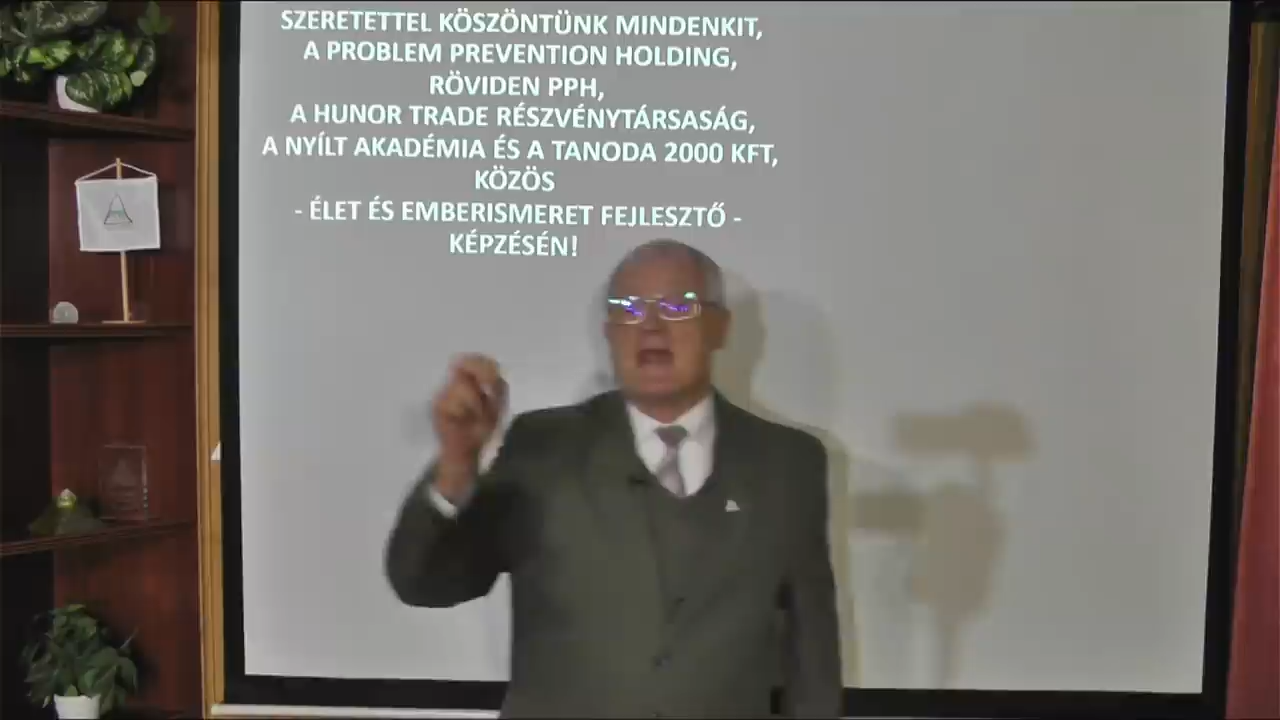 SZERETETTEL KÖSZÖNTÜNK MINDENKIT,
A PROBLEM PREVENTION HOLDING,
RÖVIDEN PPH,
A HUNOR TRADE RÉSZVÉNYTÁRSASÁG,
A NYÍLT AKADÉMIA ÉS A TANODA 2000 KFT,
KÖZÖS
- ÉLET ÉS EMBERISMERET FEJLESZTŐ -
KÉPZÉSÉN!